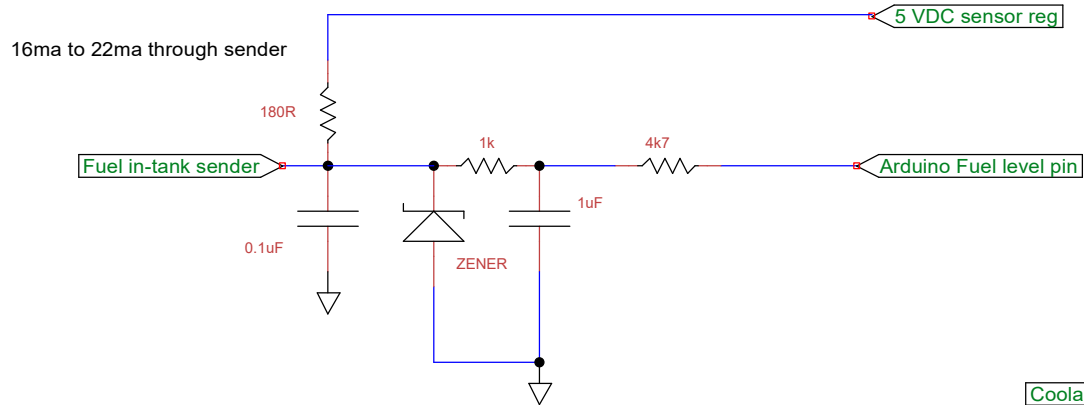 5 VDC sensor reg
16ma to 22ma through sender
180R
1k
4k7
Fuel in-tank sender
Arduino Fuel level pin
1uF
0.1uF
ZENER
Coola